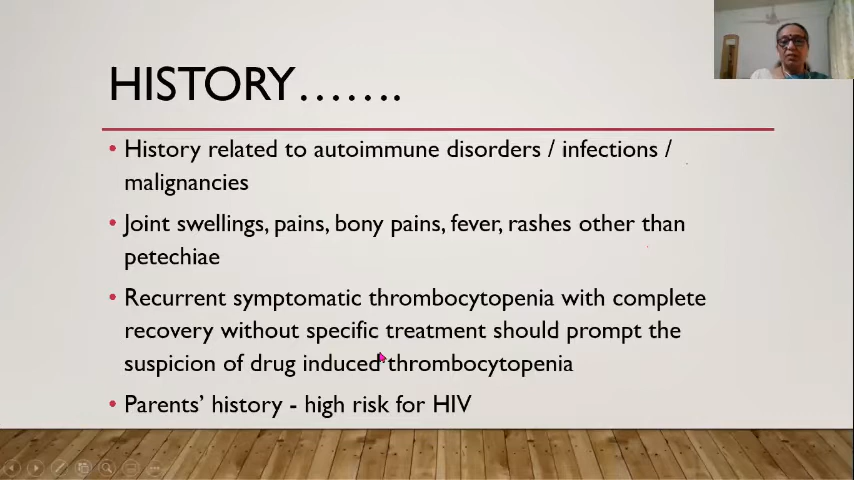 HISTORY…….
• History related to autoimmune disorders / infections /
malignancies
• Joint swellings, pains, bony pains, fever, rashes other than
petechiae
• Recurrent symptomatic thrombocytopenia with complete
recovery without specific treatment should prompt the
suspicion of drug induced thrombocytopenia
• Parents’ history - high risk for HIV